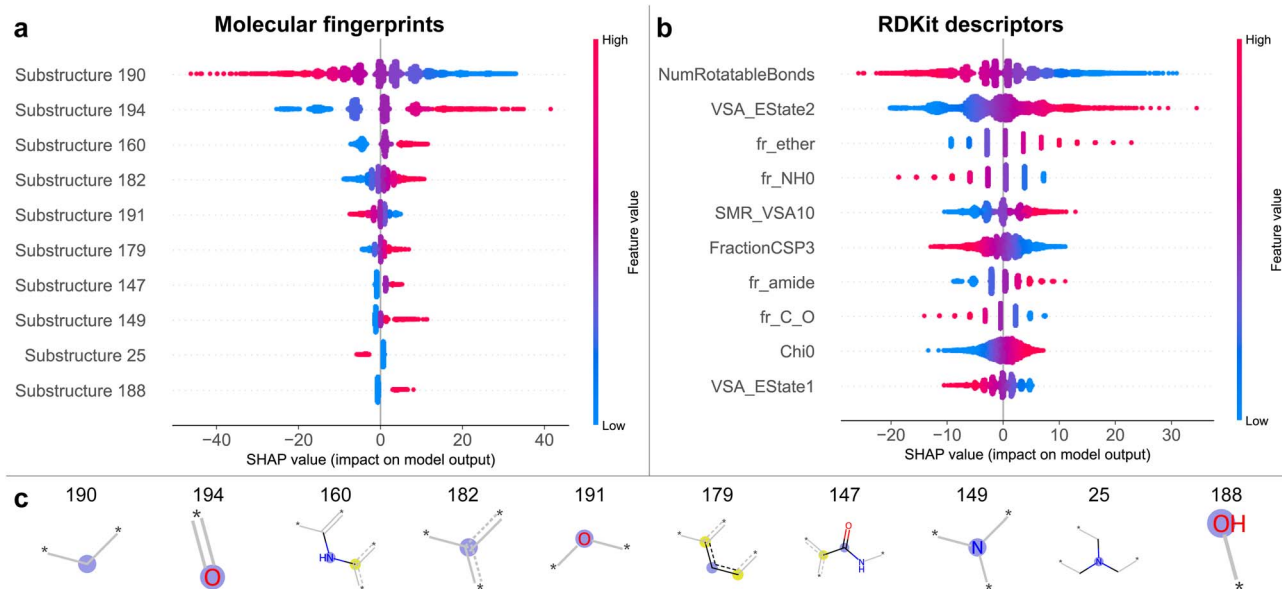 a
Molecular fingerprints
Substructure 190
Substructure 194
Substructure 160
Substructure 182
Substructure 191
Substructure 179
Substructure 147
Substructure 149
Substructure 25
Substructure 188
−40 −20 0 20 40
SHAP value (impact on model output)
High
Feature value
Low
b
RDKit descriptors
NumRotatableBonds
VSA_EState2
fr_ether
fr_NH0
SMR_VSA10
FractionCSP3
fr_amide
fr_C_O
Chi0
VSA_EState1
−20 −10 0 10 20 30
SHAP value (impact on model output)
High
Feature value
Low
c
190 194 160 182 191 179 147 149 25 188
* *
* O
* * HN * *
* * *
* O *
* * * *
* * O N H *
* N * *
* * N *
OH *